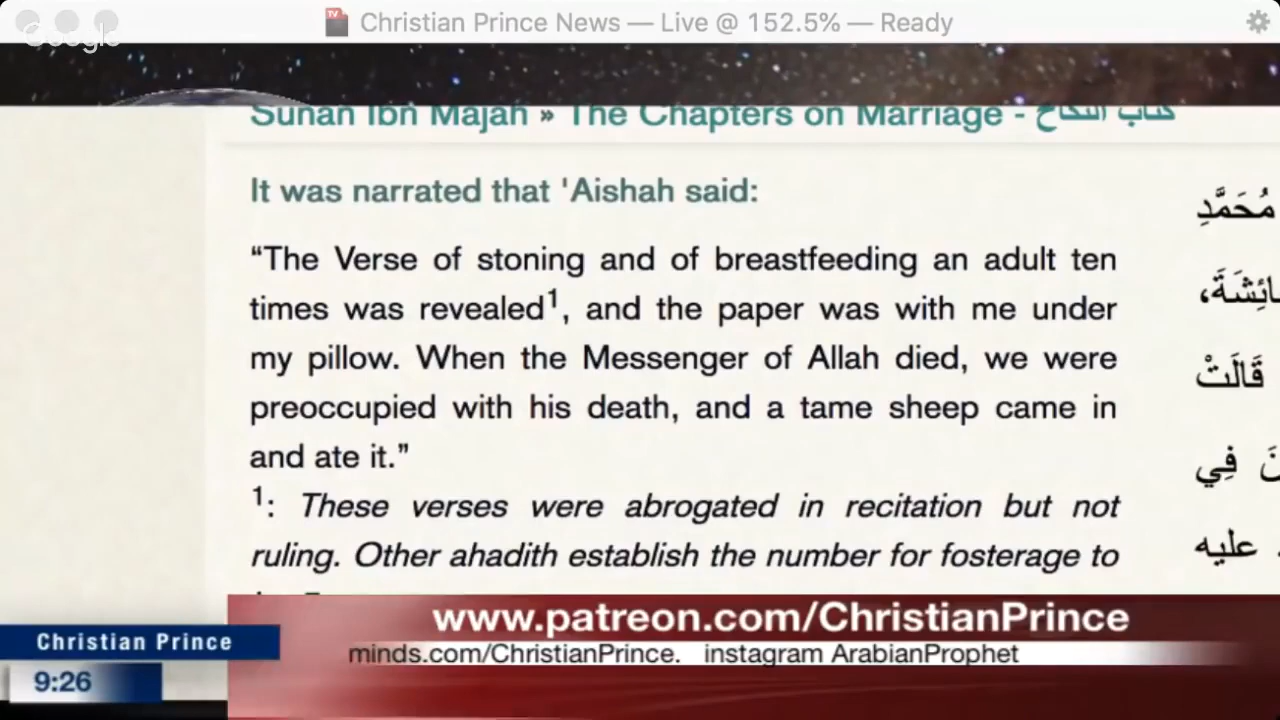 Christian Prince News — Live @ 152.5% — Ready
Google
Sunan Ibn Majah » The Chapters on Marriage - كتاب النكاح
It was narrated that 'Aishah said:
“The Verse of stoning and of breastfeeding an adult ten
times was revealed¹, and the paper was with me under
my pillow. When the Messenger of Allah died, we were
preoccupied with his death, and a tame sheep came in
and ate it.”
¹: These verses were abrogated in recitation but not
ruling. Other ahadith establish the number for fosterage to
مُحَمَّدِ
قَالَتْ
فِي
عليه
www.patreon.com/ChristianPrince
Christian Prince
minds.com/ChristianPrince. instagram ArabianProphet
9:26